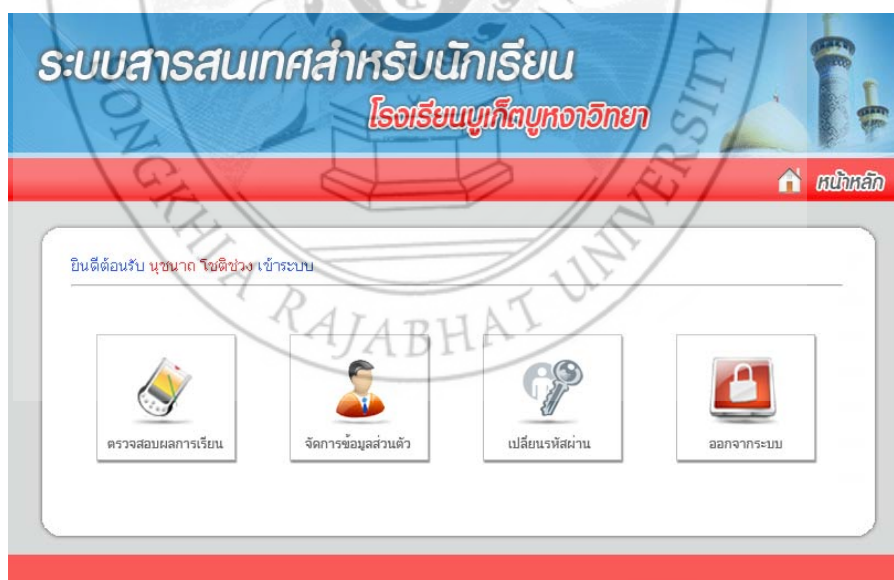 ระบบสารสนเทศสำหรับนักเรียน
โรงเรียนบูเก็ตบูหงาวิทยา
หน้าหลัก
ยินดีต้อนรับ นุชนาถ โชติช่วง เข้าระบบ
ตรวจสอบผลการเรียน
จัดการข้อมูลส่วนตัว
เปลี่ยนรหัสผ่าน
ออกจากระบบ
SONGKHLA RAJABHAT UNIVERSITY